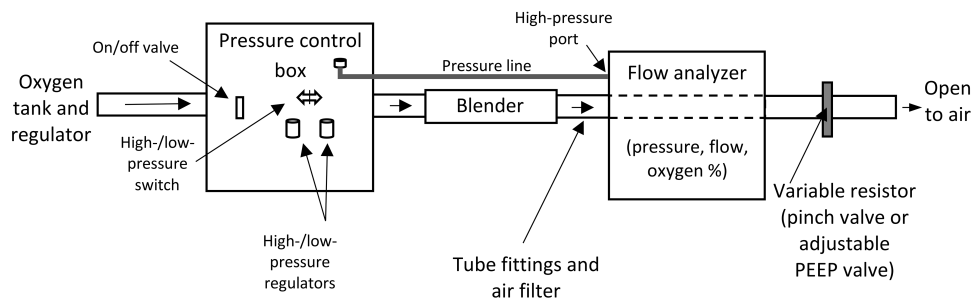 Oxygen
tank and
regulator
On/off valve
High-/low-
pressure
switch
Pressure control
box
High-/low-
pressure
regulators
Pressure line
Blender
High-pressure
port
Flow analyzer
(pressure, flow,
oxygen %)
Tube fittings and
air filter
Open
to air
Variable resistor
(pinch valve or
adjustable
PEEP valve)